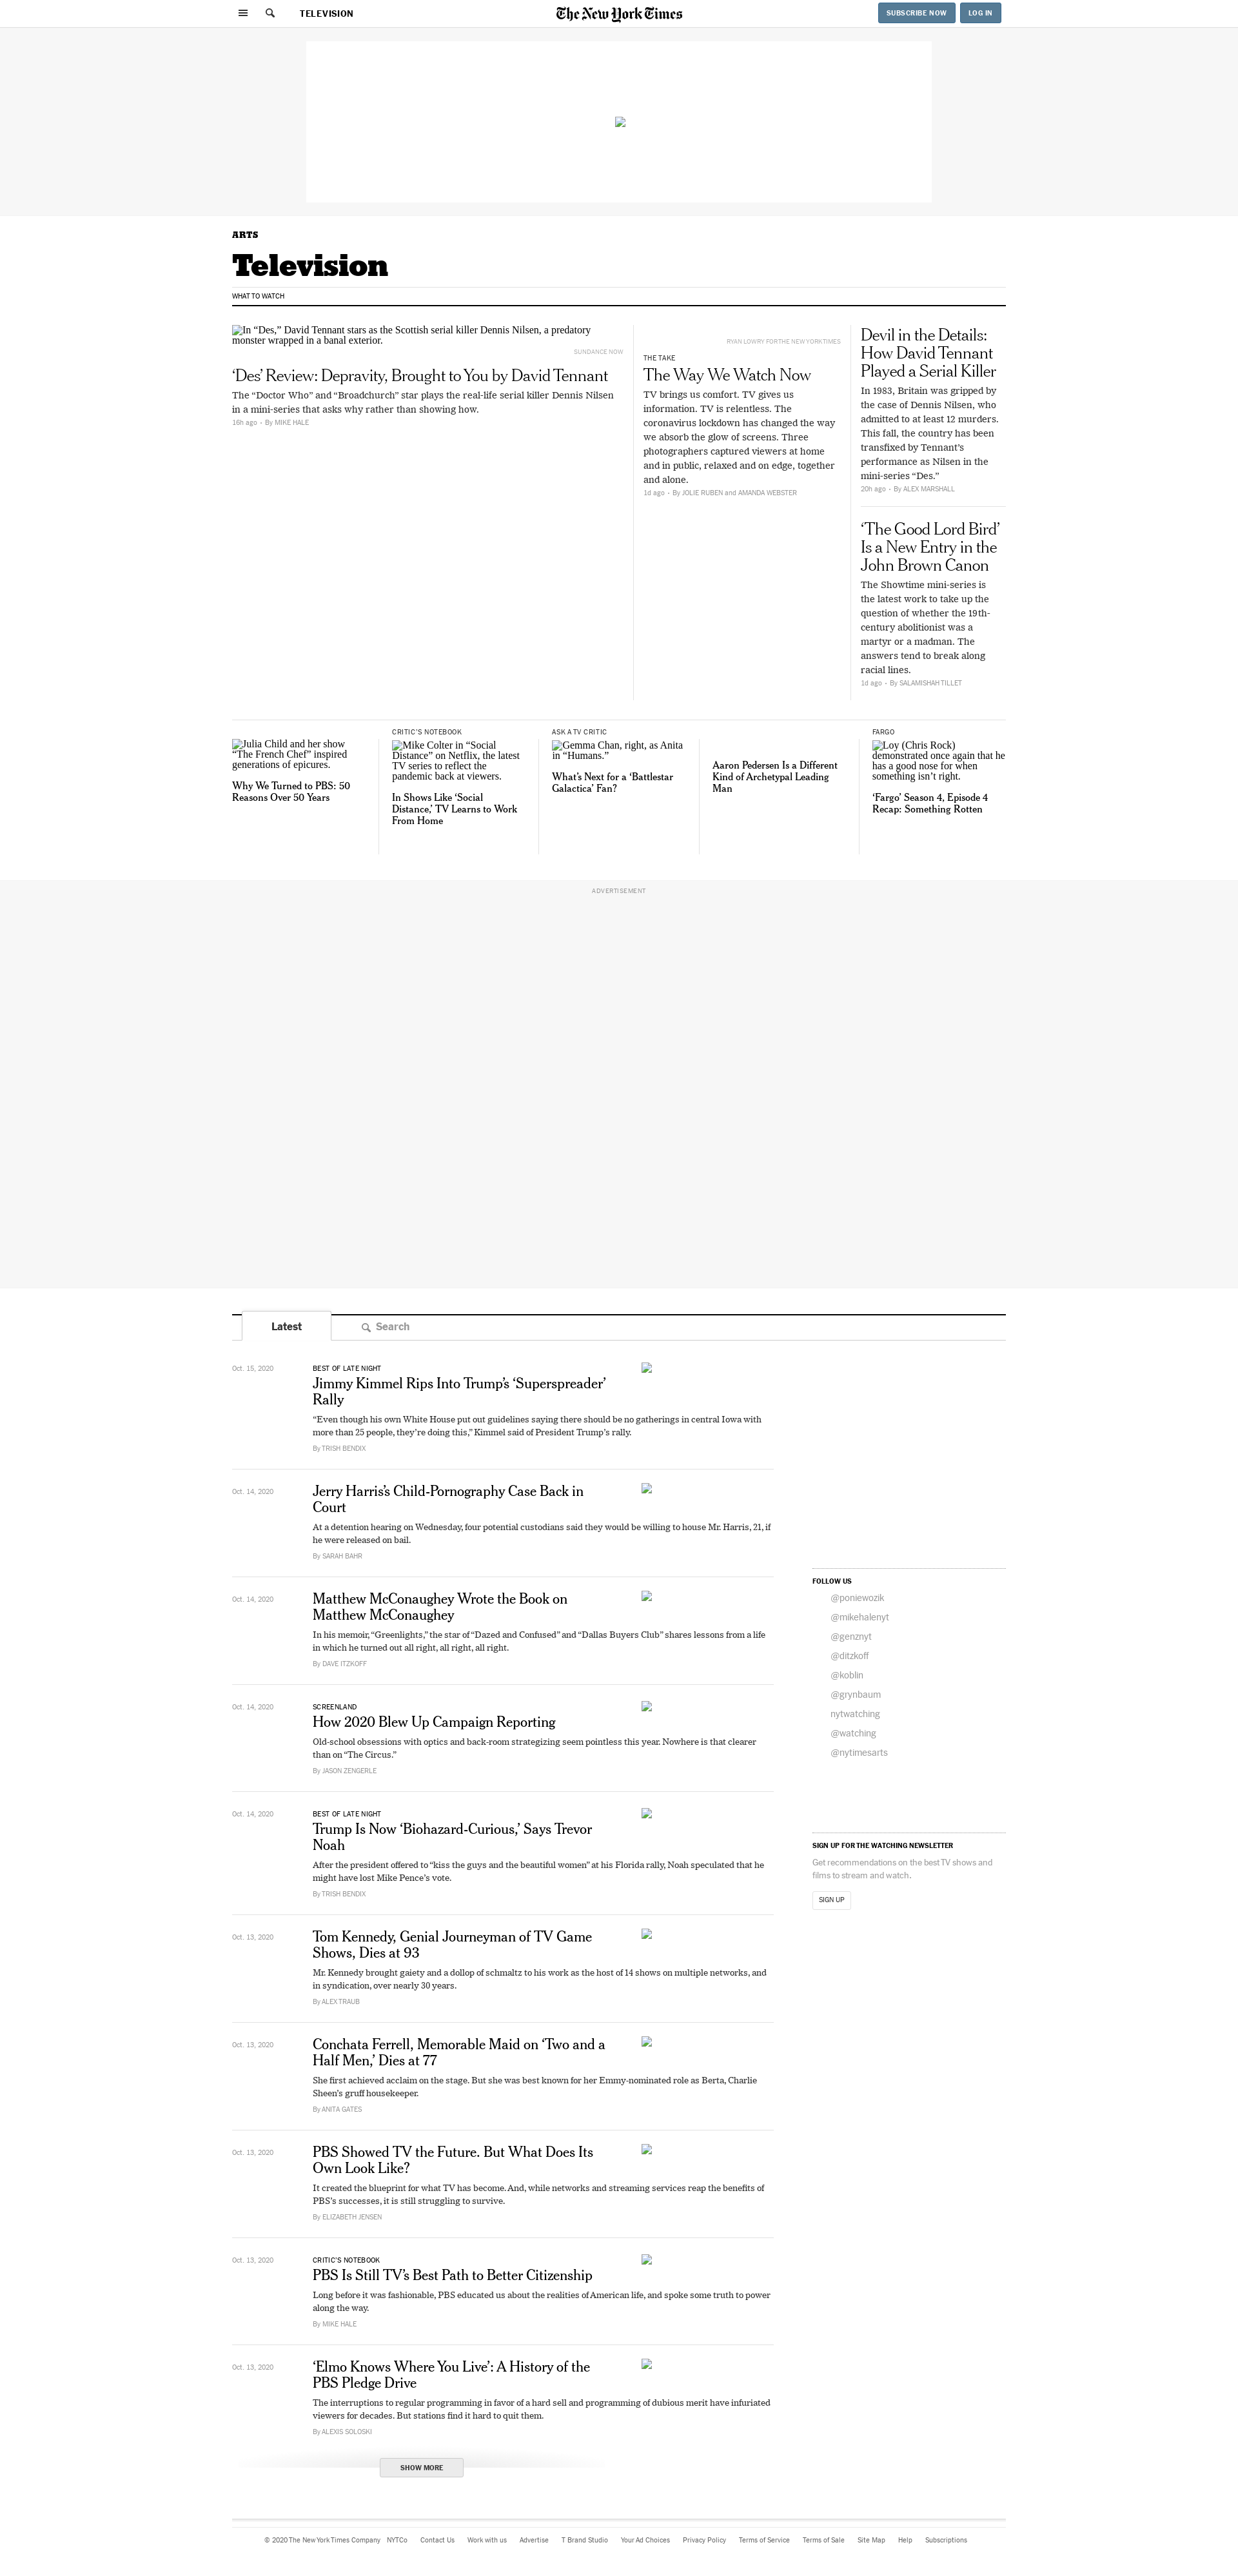 TELEVISION
The New York Times
SUBSCRIBE NOW
LOG IN
ARTS
Television
WHAT TO WATCH
In “Des,” David Tennant stars as the Scottish serial killer Dennis Nilsen, a predatory
monster wrapped in a banal exterior.
SUNDANCE NOW
‘Des’ Review: Depravity, Brought to You by David Tennant
The “Doctor Who” and “Broadchurch” star plays the real-life serial killer Dennis Nilsen
in a mini-series that asks why rather than showing how.
16h ago • By MIKE HALE
RYAN LOWRY FOR THE NEW YORK TIMES
THE TAKE
The Way We Watch Now
TV brings us comfort. TV gives us
information. TV is relentless. The
coronavirus lockdown has changed the way
we absorb the glow of screens. Three
photographers captured viewers at home
and in public, relaxed and on edge, together
and alone.
1d ago • By JOLIE RUBEN and AMANDA WEBSTER
Devil in the Details:
How David Tennant
Played a Serial Killer
In 1983, Britain was gripped by
the case of Dennis Nilsen, who
admitted to at least 12 murders.
This fall, the country has been
transfixed by Tennant’s
performance as Nilsen in the
mini-series “Des.”
20h ago • By ALEX MARSHALL
‘The Good Lord Bird’
Is a New Entry in the
John Brown Canon
The Showtime mini-series is
the latest work to take up the
question of whether the 19th-
century abolitionist was a
martyr or a madman. The
answers tend to break along
racial lines.
1d ago • By SALAMISHAH TILLET
Julia Child and her show
“The French Chef” inspired
generations of epicures.
Why We Turned to PBS: 50
Reasons Over 50 Years
CRITIC’S NOTEBOOK
Mike Colter in “Social
Distance” on Netflix, the latest
TV series to reflect the
pandemic back at viewers.
In Shows Like ‘Social
Distance,’ TV Learns to Work
From Home
ASK A TV CRITIC
Gemma Chan, right, as Anita
in “Humans.”
What’s Next for a ‘Battlestar
Galactica’ Fan?
Aaron Pedersen Is a Different
Kind of Archetypal Leading
Man
FARGO
Loy (Chris Rock)
demonstrated once again that he
has a good nose for when
something isn’t right.
‘Fargo’ Season 4, Episode 4
Recap: Something Rotten
ADVERTISEMENT
Latest
Search
Oct. 15, 2020
BEST OF LATE NIGHT
Jimmy Kimmel Rips Into Trump’s ‘Superspreader’
Rally
“Even though his own White House put out guidelines saying there should be no gatherings in central Iowa with
more than 25 people, they’re doing this,” Kimmel said of President Trump’s rally.
By TRISH BENDIX
Oct. 14, 2020
Jerry Harris’s Child-Pornography Case Back in
Court
At a detention hearing on Wednesday, four potential custodians said they would be willing to house Mr. Harris, 21, if
he were released on bail.
By SARAH BAHR
Oct. 14, 2020
Matthew McConaughey Wrote the Book on
Matthew McConaughey
In his memoir, “Greenlights,” the star of “Dazed and Confused” and “Dallas Buyers Club” shares lessons from a life
in which he turned out all right, all right, all right.
By DAVE ITZKOFF
Oct. 14, 2020
SCREENLAND
How 2020 Blew Up Campaign Reporting
Old-school obsessions with optics and back-room strategizing seem pointless this year. Nowhere is that clearer
than on “The Circus.”
By JASON ZENGERLE
Oct. 14, 2020
BEST OF LATE NIGHT
Trump Is Now ‘Biohazard-Curious,’ Says Trevor
Noah
After the president offered to “kiss the guys and the beautiful women” at his Florida rally, Noah speculated that he
might have lost Mike Pence’s vote.
By TRISH BENDIX
Oct. 13, 2020
Tom Kennedy, Genial Journeyman of TV Game
Shows, Dies at 93
Mr. Kennedy brought gaiety and a dollop of schmaltz to his work as the host of 14 shows on multiple networks, and
in syndication, over nearly 30 years.
By ALEX TRAUB
Oct. 13, 2020
Conchata Ferrell, Memorable Maid on ‘Two and a
Half Men,’ Dies at 77
She first achieved acclaim on the stage. But she was best known for her Emmy-nominated role as Berta, Charlie
Sheen’s gruff housekeeper.
By ANITA GATES
Oct. 13, 2020
PBS Showed TV the Future. But What Does Its
Own Look Like?
It created the blueprint for what TV has become. And, while networks and streaming services reap the benefits of
PBS’s successes, it is still struggling to survive.
By ELIZABETH JENSEN
Oct. 13, 2020
CRITIC’S NOTEBOOK
PBS Is Still TV’s Best Path to Better Citizenship
Long before it was fashionable, PBS educated us about the realities of American life, and spoke some truth to power
along the way.
By MIKE HALE
Oct. 13, 2020
‘Elmo Knows Where You Live’: A History of the
PBS Pledge Drive
The interruptions to regular programing in favor of a hard sell and programming of dubious merit have infuriated
viewers for decades. But stations find it hard to quit them.
By ALEXIS SOLOSKI
SHOW MORE
FOLLOW US
@poniewozik
@mikehalenyt
@genznyt
@ditzkoff
@koblin
@grynbaum
nytwatching
@watching
@nytimesarts
SIGN UP FOR THE WATCHING NEWSLETTER
Get recommendations on the best TV shows and
films to stream and watch.
SIGN UP
© 2020 The New York Times Company NYTCo Contact Us Work with us Advertise T Brand Studio Your Ad Choices Privacy Policy Terms of Service Terms of Sale Site Map Help Subscriptions